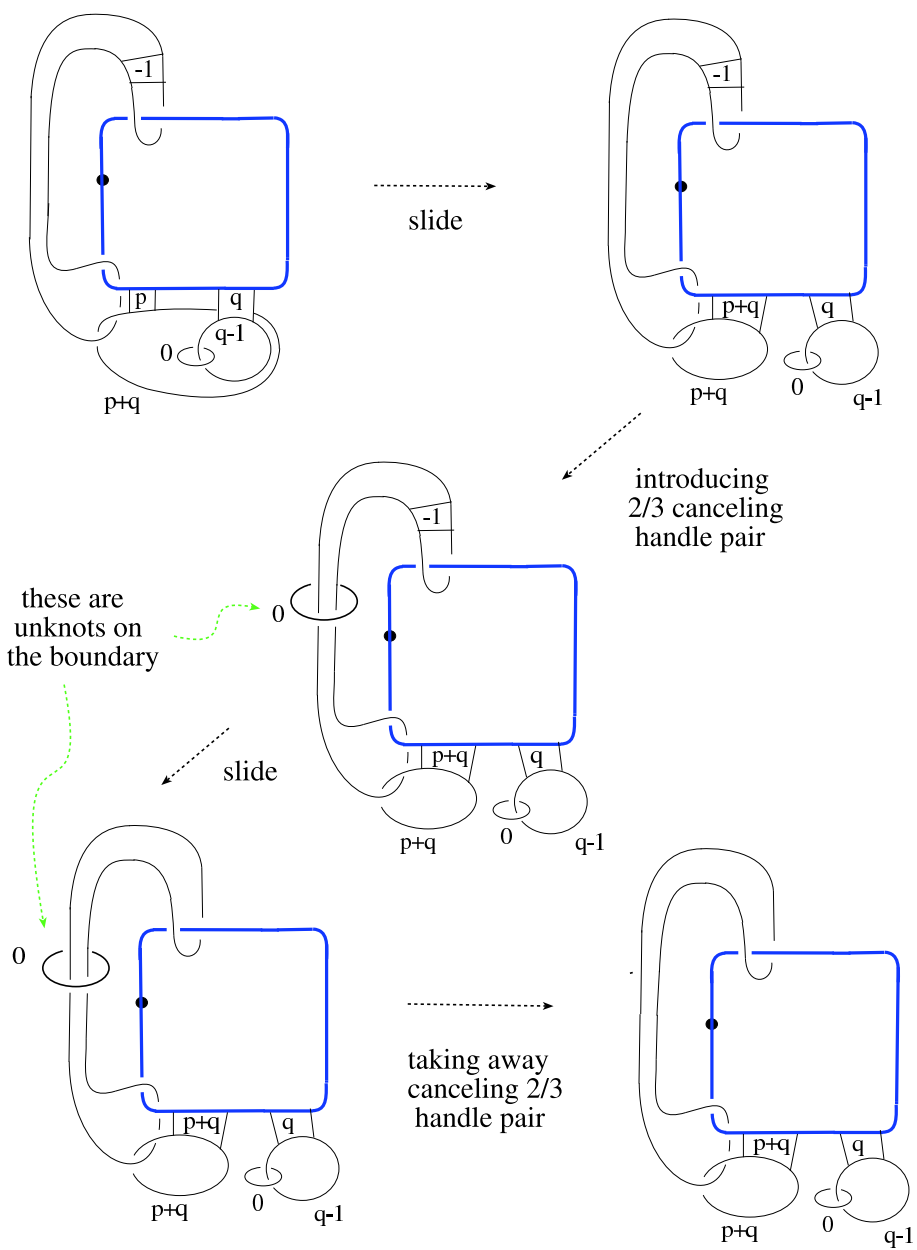 -1
-1
slide
p
q
q-1
0
p+q
p+q
q
0
p+q
q-1
introducing
2/3 canceling
handle pair
-1
these are
unknots on
the boundary
0
p+q
q
0
p+q
q-1
slide
0
p+q
q
0
p+q
q-1
taking away
canceling 2/3
handle pair
p+q
q
0
p+q
q-1